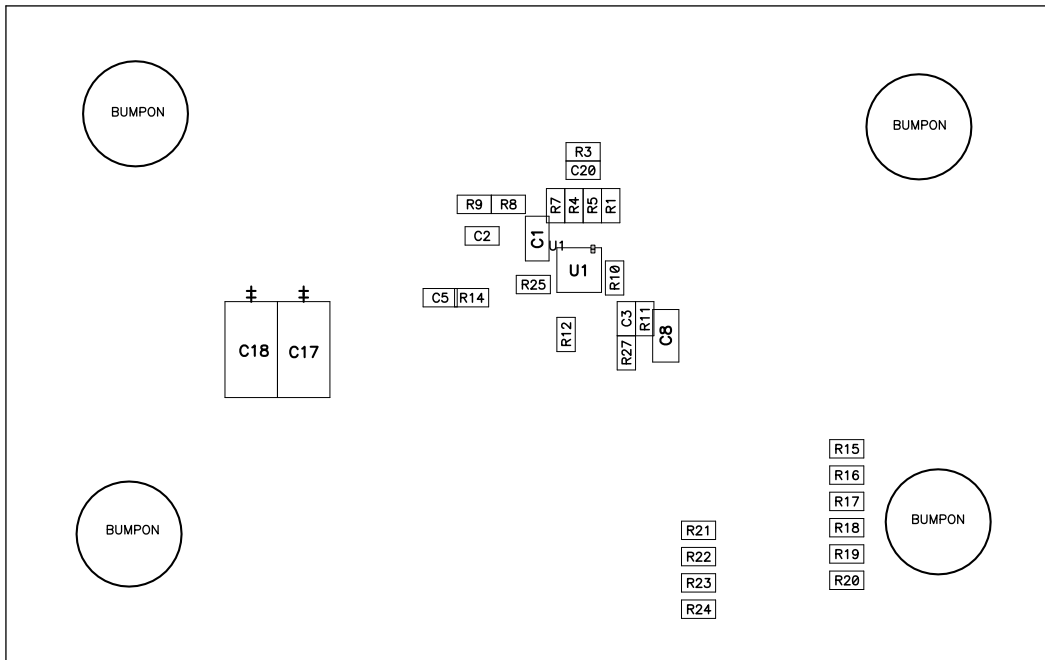 BUMPON
BUMPON
R3
C20
R9 R8
R7 R4 R5 R1
C2
C1
U1
U1
R10
R25
C5 R14
C3 R11
R12
C8
R27
C18 C17
R15
R16
R17
R18
R19
R20
BUMPON
BUMPON
R21
R22
R23
R24